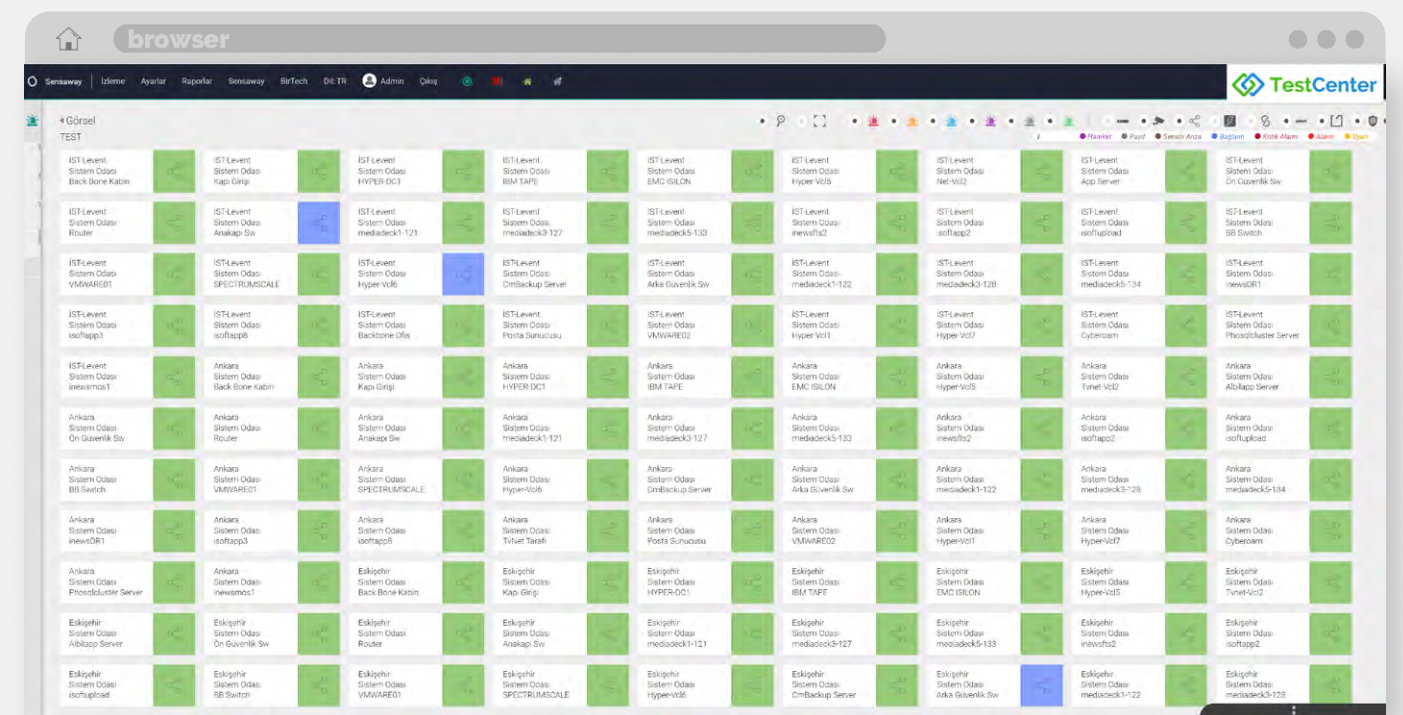 browser
Sensaway İzleme Ayarlar Raporlar Sensaway BirTech Dil: TR Admin Çıkış
TestCenter
Görsel
TEST
Hareket Pasif Sensör Arıza Bağlantı Kritik Alarm Alarm Uyarı
IST-Levent IST-Levent IST-Levent IST-Levent IST-Levent IST-Levent IST-Levent IST-Levent IST-Levent
Sistem Odası Sistem Odası Sistem Odası Sistem Odası Sistem Odası Sistem Odası Sistem Odası Sistem Odası Sistem Odası
Back Bone Kabin Kapı Girişi HYPER-DC1 IBM TAPE EMC ISILON Hyper-Vcl5 Net-Vcl2 App Server Ön Güvenlik Sw
IST-Levent IST-Levent IST-Levent IST-Levent IST-Levent IST-Levent IST-Levent IST-Levent IST-Levent
Sistem Odası Sistem Odası Sistem Odası Sistem Odası Sistem Odası Sistem Odası Sistem Odası Sistem Odası Sistem Odası
Router Anakapı Sw mediadeck1-121 mediadeck3-127 mediadeck5-133 inewsfts2 isoftapp2 isoftupload BB Switch
IST-Levent IST-Levent IST-Levent IST-Levent IST-Levent IST-Levent IST-Levent IST-Levent IST-Levent
Sistem Odası Sistem Odası Sistem Odası Sistem Odası Sistem Odası Sistem Odası Sistem Odası Sistem Odası Sistem Odası
VMWARE01 SPECTRUMSCALE Hyper-Vcl6 CmBackup Server Arka Güvenlik Sw mediadeck1-122 mediadeck3-128 mediadeck5-134 inewsDR1
IST-Levent IST-Levent IST-Levent IST-Levent IST-Levent IST-Levent IST-Levent IST-Levent IST-Levent
Sistem Odası Sistem Odası Sistem Odası Sistem Odası Sistem Odası Sistem Odası Sistem Odası Sistem Odası Sistem Odası
isoftapp3 isoftapp8 Backbone Ofis Posta Sunucusu VMWARE02 Hyper-Vcl1 Hyper-Vcl7 Cyberoam Phosqlcluster Server
IST-Levent Ankara Ankara Ankara Ankara Ankara Ankara Ankara Ankara
Sistem Odası Sistem Odası Sistem Odası Sistem Odası Sistem Odası Sistem Odası Sistem Odası Sistem Odası Sistem Odası
inewsmos1 Back Bone Kabin Kapı Girişi HYPER-DC1 IBM TAPE EMC ISILON Hyper-Vcl5 Tvnet-Vcl2 Albilapp Server
Ankara Ankara Ankara Ankara Ankara Ankara Ankara Ankara Ankara
Sistem Odası Sistem Odası Sistem Odası Sistem Odası Sistem Odası Sistem Odası Sistem Odası Sistem Odası Sistem Odası
Ön Güvenlik Sw Router Anakapı Sw mediadeck1-121 mediadeck3-127 mediadeck5-133 inewsfts2 isoftapp2 isoftupload
Ankara Ankara Ankara Ankara Ankara Ankara Ankara Ankara Ankara
Sistem Odası Sistem Odası Sistem Odası Sistem Odası Sistem Odası Sistem Odası Sistem Odası Sistem Odası Sistem Odası
BB Switch VMWARE01 SPECTRUMSCALE Hyper-Vcl6 CmBackup Server Arka Güvenlik Sw mediadeck1-122 mediadeck3-128 mediadeck5-134
Ankara Ankara Ankara Ankara Ankara Ankara Ankara Ankara Ankara
Sistem Odası Sistem Odası Sistem Odası Sistem Odası Sistem Odası Sistem Odası Sistem Odası Sistem Odası Sistem Odası
inewsDR1 isoftapp3 isoftapp8 TvNet Tarafı Posta Sunucusu VMWARE02 Hyper-Vcl1 Hyper-Vcl7 Cyberoam
Ankara Ankara Eskişehir Eskişehir Eskişehir Eskişehir Eskişehir Eskişehir Eskişehir
Sistem Odası Sistem Odası Sistem Odası Sistem Odası Sistem Odası Sistem Odası Sistem Odası Sistem Odası Sistem Odası
Phosqlcluster Server inewsmos1 Back Bone Kabin Kapı Girişi HYPER-DC1 IBM TAPE EMC ISILON Hyper-Vcl5 Tvnet-Vcl2
Eskişehir Eskişehir Eskişehir Eskişehir Eskişehir Eskişehir Eskişehir Eskişehir Eskişehir
Sistem Odası Sistem Odası Sistem Odası Sistem Odası Sistem Odası Sistem Odası Sistem Odası Sistem Odası Sistem Odası
Albilapp Server Ön Güvenlik Sw Router Anakapı Sw mediadeck1-121 mediadeck3-127 mediadeck5-133 inewsfts2 isoftapp2
Eskişehir Eskişehir Eskişehir Eskişehir Eskişehir Eskişehir Eskişehir Eskişehir Eskişehir
Sistem Odası Sistem Odası Sistem Odası Sistem Odası Sistem Odası Sistem Odası Sistem Odası Sistem Odası Sistem Odası
isoftupload BB Switch VMWARE01 SPECTRUMSCALE Hyper-Vcl6 CmBackup Server Arka Güvenlik Sw mediadeck1-122 mediadeck3-128